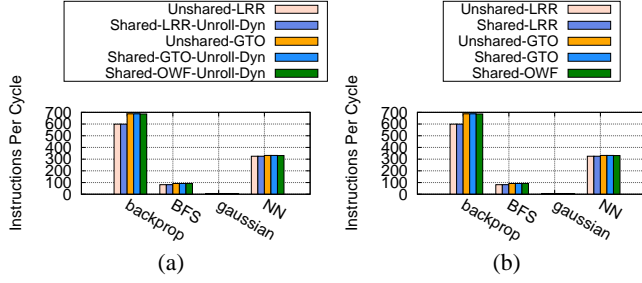 Unshared-LRR
Shared-LRR-Unroll-Dyn
Unshared-GTO
Shared-GTO-Unroll-Dyn
Shared-OWF-Unroll-Dyn
Instructions Per Cycle
700
600
500
400
300
200
100
0
backprop
BFS
gaussian
NN
(a)
Unshared-LRR
Shared-LRR
Unshared-GTO
Shared-GTO
Shared-OWF
Instructions Per Cycle
700
600
500
400
300
200
100
0
backprop
BFS
gaussian
NN
(b)